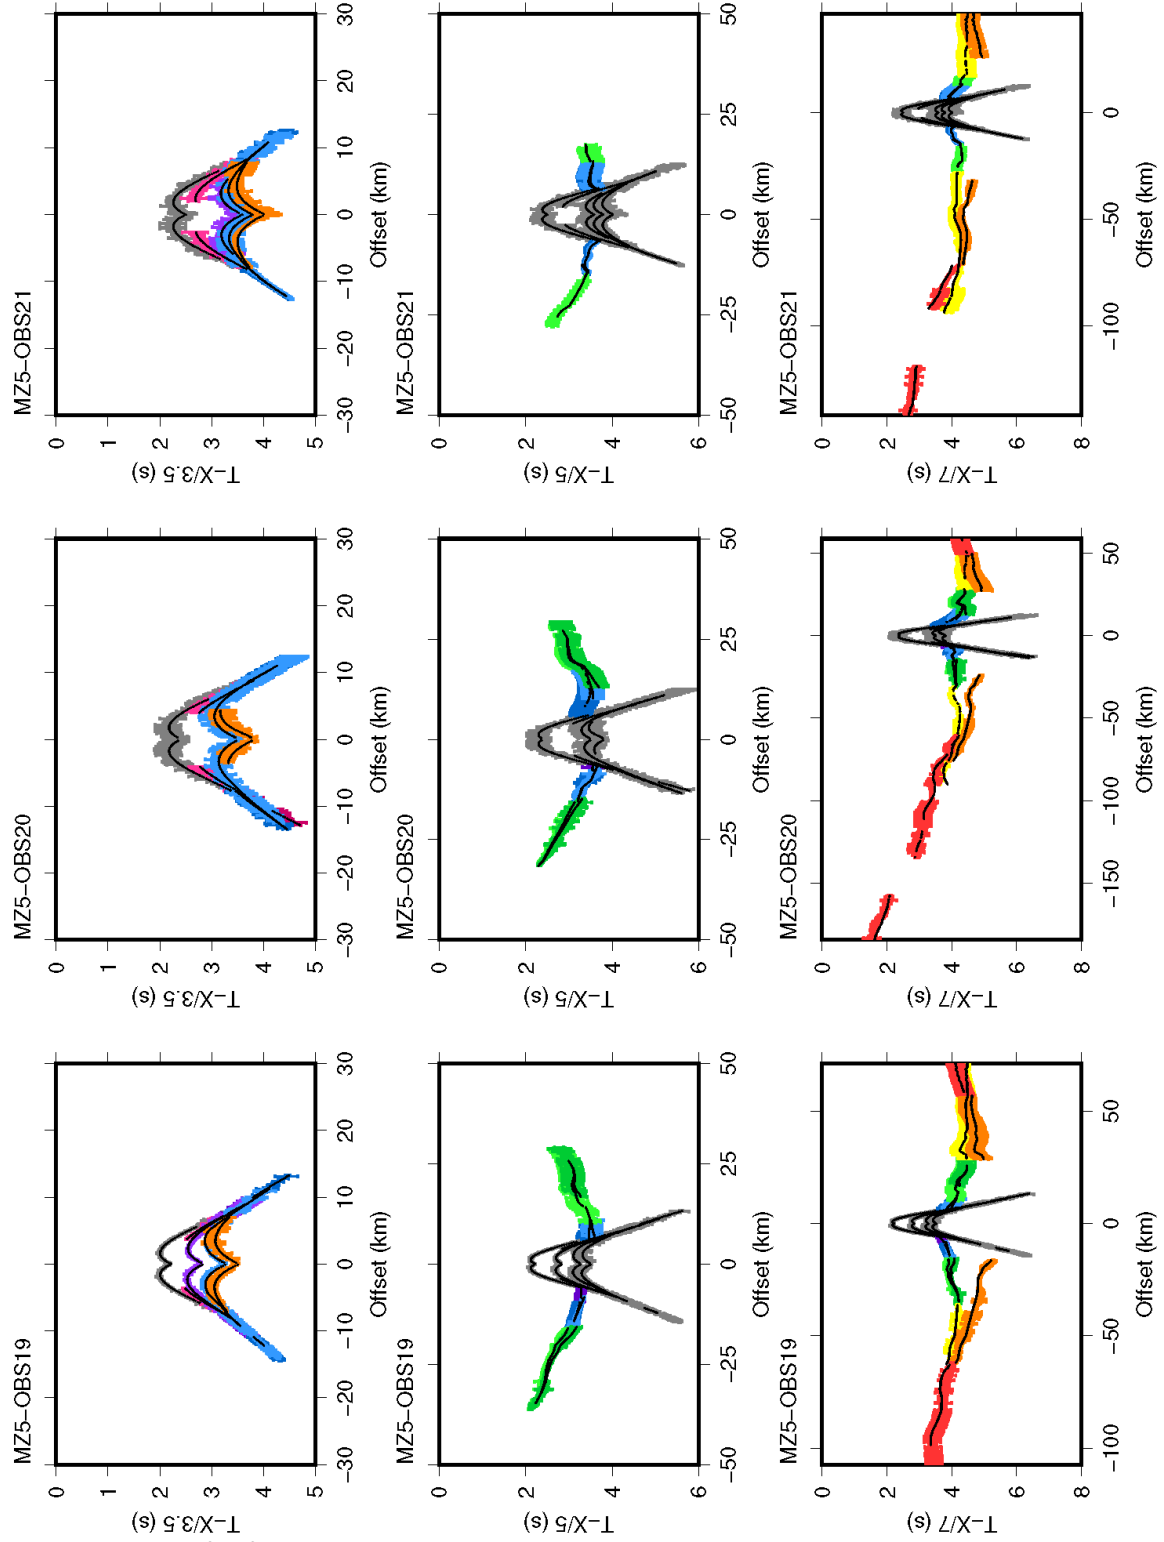 MZ5−OBS19
0
1
2
3
4
5
T−X/3.5 (s)
−30 −20 −10 0 10 20 30
Offset (km)
MZ5−OBS20
0
1
2
3
4
5
T−X/3.5 (s)
−30 −20 −10 0 10 20 30
Offset (km)
MZ5−OBS21
0
1
2
3
4
5
T−X/3.5 (s)
−30 −20 −10 0 10 20 30
Offset (km)
MZ5−OBS19
0
2
4
6
T−X/5 (s)
−50 −25 0 25 50
Offset (km)
MZ5−OBS20
0
2
4
6
T−X/5 (s)
−50 −25 0 25 50
Offset (km)
MZ5−OBS21
0
2
4
6
T−X/5 (s)
−50 −25 0 25 50
Offset (km)
MZ5−OBS19
0
2
4
6
8
T−X/7 (s)
−100 −50 0 50
Offset (km)
MZ5−OBS20
0
2
4
6
8
T−X/7 (s)
−150 −100 −50 0 50
Offset (km)
MZ5−OBS21
0
2
4
6
8
T−X/7 (s)
−100 −50 0
Offset (km)